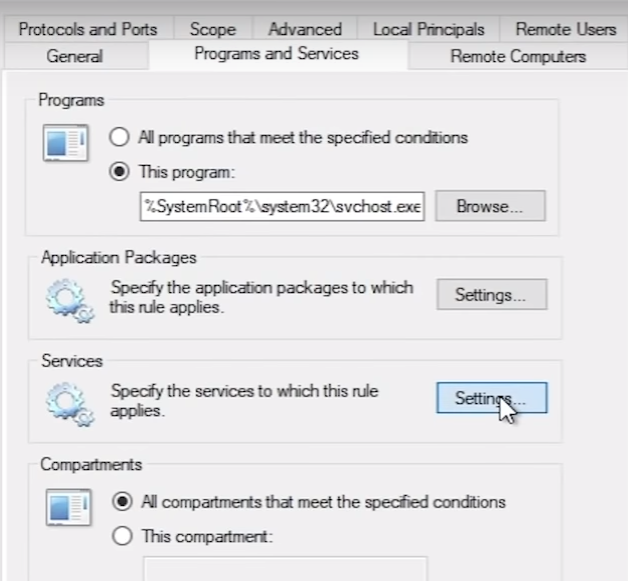 Protocols and Ports Scope Advanced Local Principals Remote Users
General Programs and Services Remote Computers
Programs
All programs that meet the specified conditions
This program:
%SystemRoot%\system32\svchost.exe Browse...
Application Packages
Specify the application packages to which
this rule applies.
Settings...
Services
Specify the services to which this rule
applies.
Settings...
Compartments
All compartments that meet the specified conditions
This compartment: